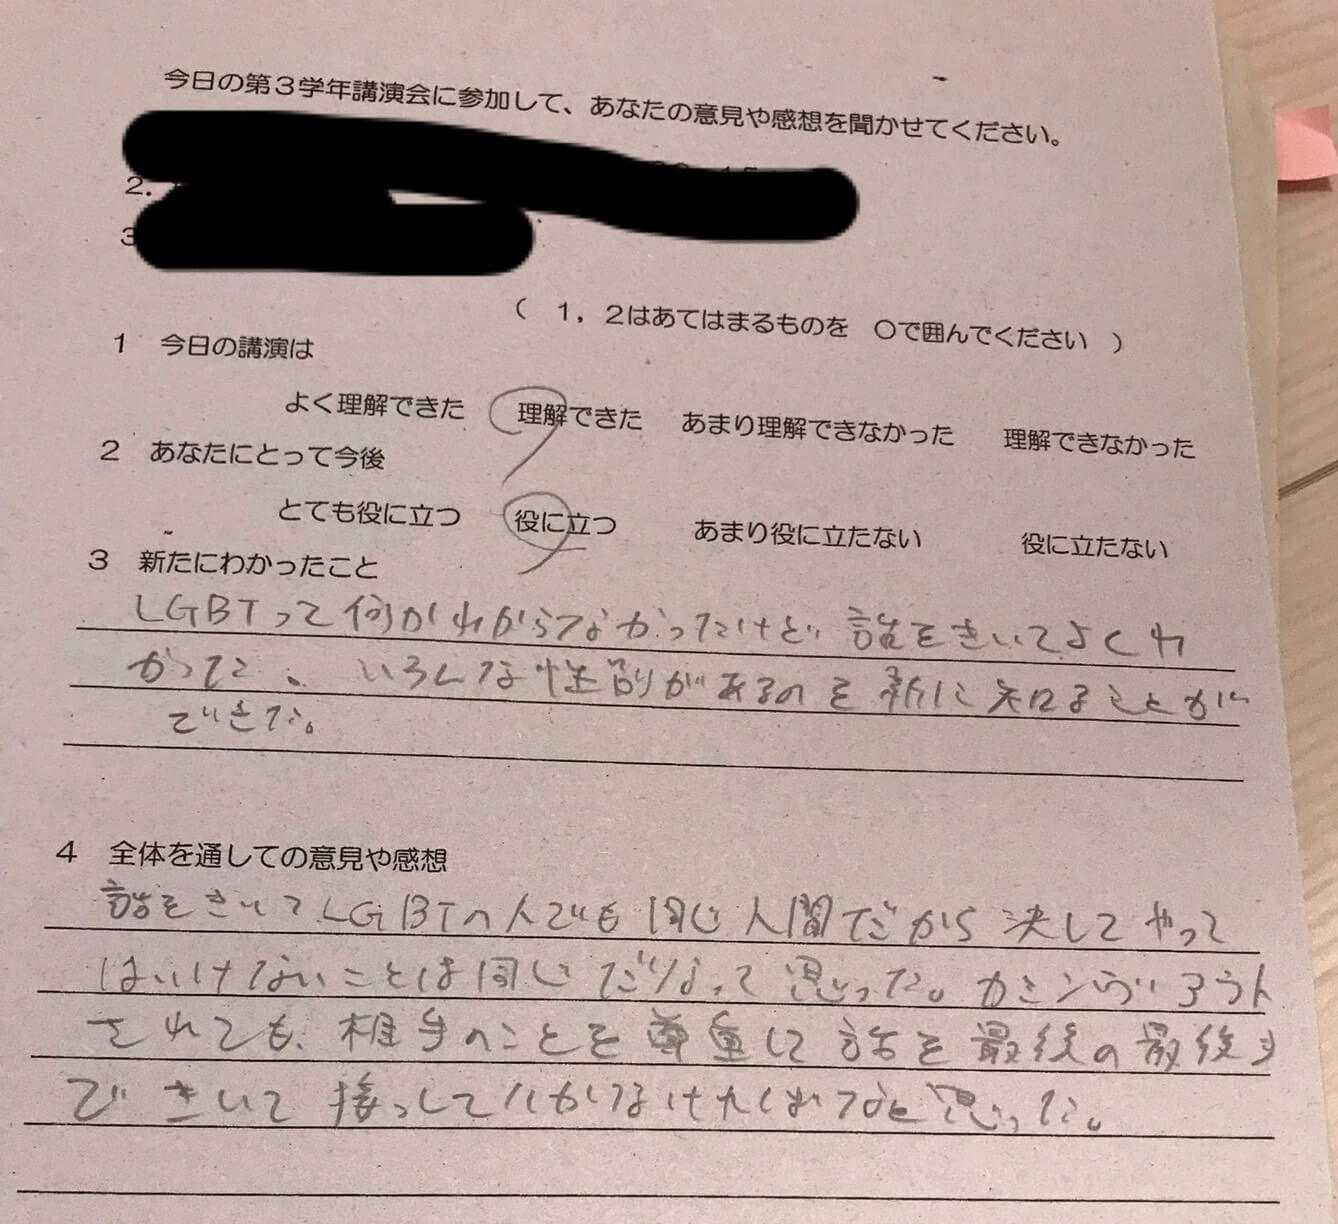 今日の第3学年講演会に参加して、あなたの意見や感想を聞かせてください。
2.
3
( 1,2はあてはまるものを ○で囲んでください )
1 今日の講演は
よく理解できた 理解できた あまり理解できなかった 理解できなかった
2 あなたにとって今後
とても役に立つ 役に立つ あまり役に立たない 役に立たない
3 新たにわかったこと
LGBTって何かわからなかったけど、話をきいてよくわ
かった。いろんな性別があるのを新に知ることが
できた。
4 全体を通しての意見や感想
話をきいてLGBTの人でも同じ人間だから決してやって
はいけないことは同じだなって思った。カミングアウト
されても、相手のことを尊重して話を最後の最後ま
できいて接っしていかなければなと思った。